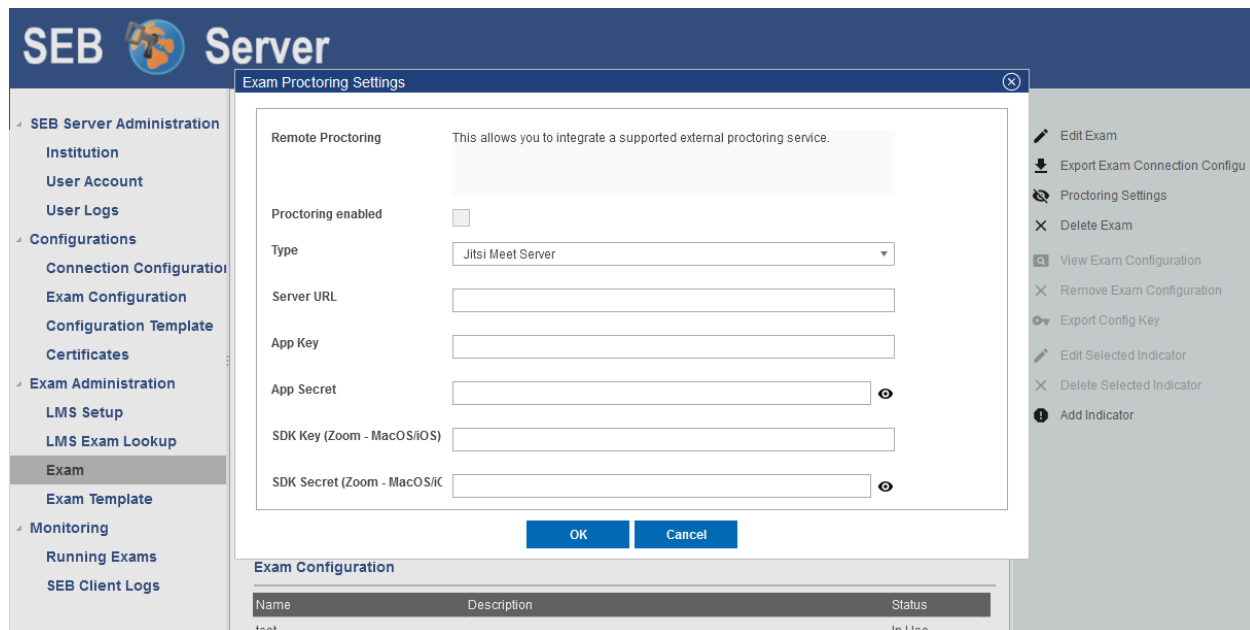 SEB Server
Exam Proctoring Settings
SEB Server Administration
Institution
User Account
User Logs
Configurations
Connection Configuration
Exam Configuration
Configuration Template
Certificates
Exam Administration
LMS Setup
LMS Exam Lookup
Exam
Exam Template
Monitoring
Running Exams
SEB Client Logs
Remote Proctoring This allows you to integrate a supported external proctoring service.
Proctoring enabled
Type Jitsi Meet Server
Server URL
App Key
App Secret
SDK Key (Zoom - MacOS/iOS)
SDK Secret (Zoom - MacOS/iC
OK Cancel
Exam Configuration
Name Description Status
test In Use
Edit Exam
Export Exam Connection Configu
Proctoring Settings
Delete Exam
View Exam Configuration
Remove Exam Configuration
Export Config Key
Edit Selected Indicator
Delete Selected Indicator
Add Indicator